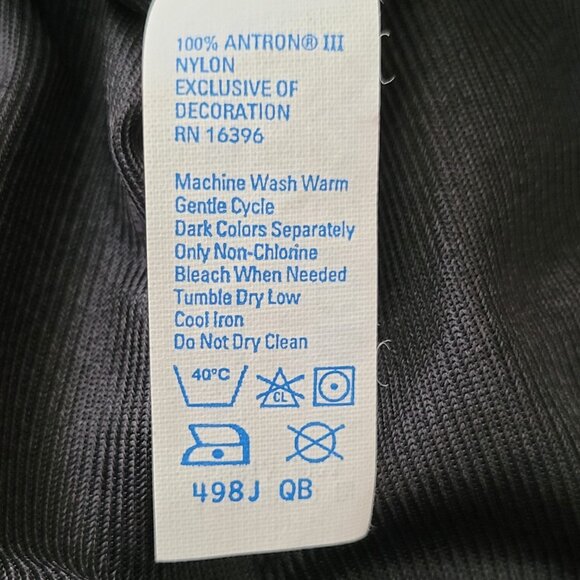 100% ANTRON® III
NYLON
EXCLUSIVE OF
DECORATION
RN 16396
Machine Wash Warm
Gentle Cycle
Dark Colors Separately
Only Non-Chlorine
Bleach When Needed
Tumble Dry Low
Cool Iron
Do Not Dry Clean
40°C
CL
498J QB